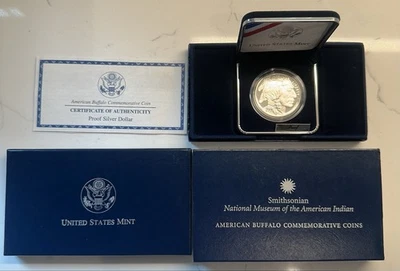 UNITED STATES MINT
American Buffalo Commemorative Coin
CERTIFICATE OF AUTHENTICITY
Proof Silver Dollar
UNITED STATES MINT
Smithsonian
National Museum of the American Indian
AMERICAN BUFFALO COMMEMORATIVE COINS